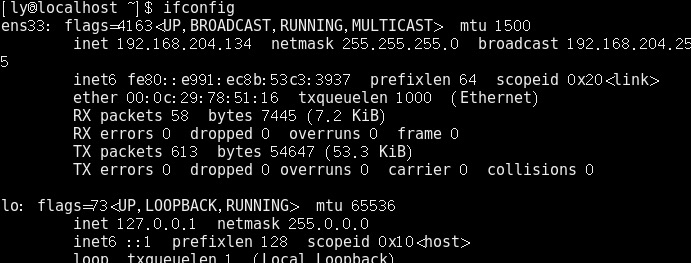 [ly@localhost ~]$ ifconfig
ens33: flags=4163<UP,BROADCAST,RUNNING,MULTICAST>  mtu 1500
        inet 192.168.204.134  netmask 255.255.255.0  broadcast 192.168.204.25
5
        inet6 fe80::e991:ec8b:53c3:3937  prefixlen 64  scopeid 0x20<link>
        ether 00:0c:29:78:51:16  txqueuelen 1000  (Ethernet)
        RX packets 58  bytes 7445 (7.2 KiB)
        RX errors 0  dropped 0  overruns 0  frame 0
        TX packets 613  bytes 54647 (53.3 KiB)
        TX errors 0  dropped 0 overruns 0  carrier 0  collisions 0

lo: flags=73<UP,LOOPBACK,RUNNING>  mtu 65536
        inet 127.0.0.1  netmask 255.0.0.0
        inet6 ::1  prefixlen 128  scopeid 0x10<host>
        loop  txqueuelen 1  (Local Loopback)